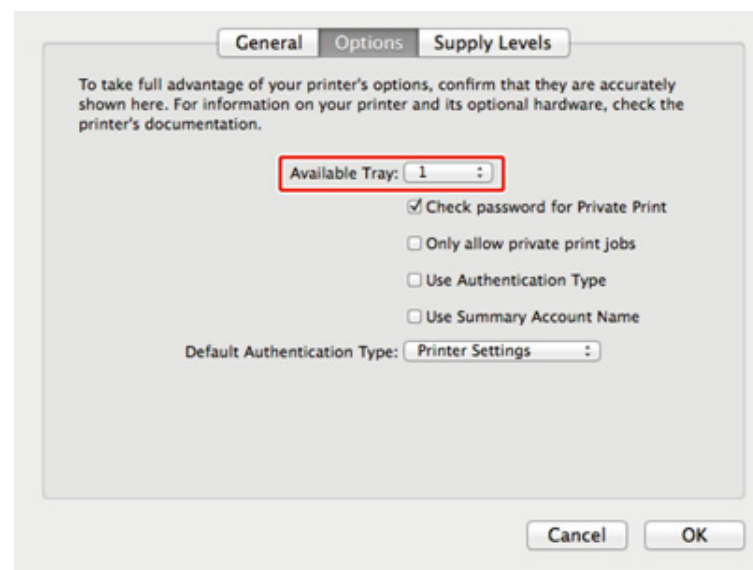 General Options Supply Levels
To take full advantage of your printer's options, confirm that they are accurately
shown here. For information on your printer and its optional hardware, check the
printer's documentation.
Available Tray: 1
Check password for Private Print
Only allow private print jobs
Use Authentication Type
Use Summary Account Name
Default Authentication Type: Printer Settings
Cancel OK